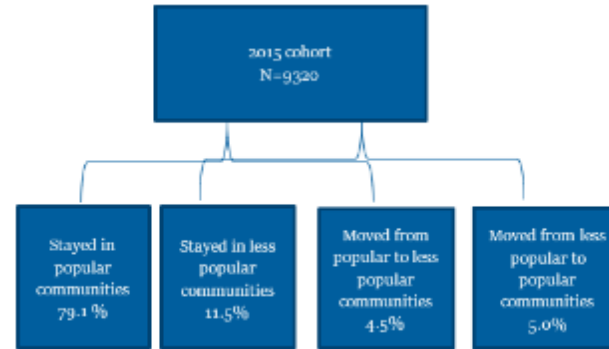 2015 cohort
N=9320
Stayed in
popular
communities
79.1 %
Stayed in less
popular
communities
11.5%
Moved from
popular to less
popular
communities
4.5%
Moved from less
popular to
popular
communities
5.0%